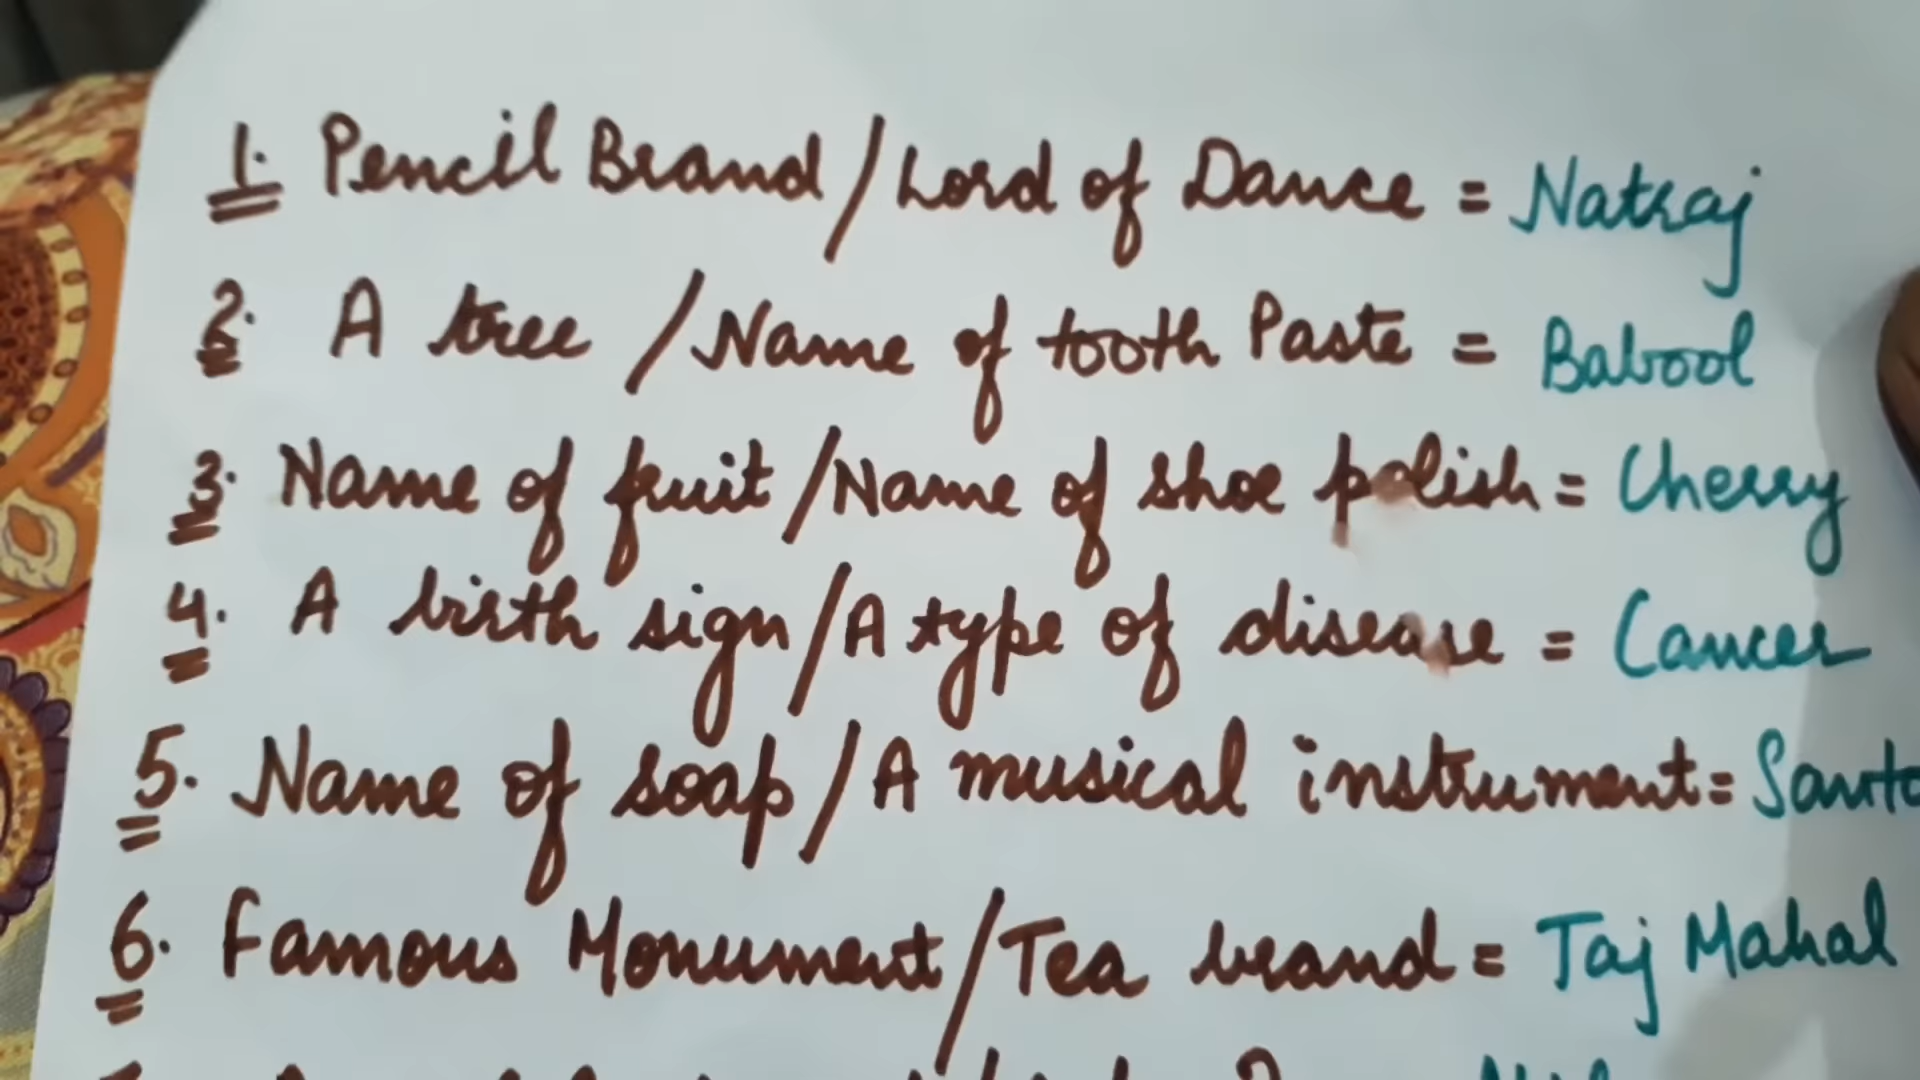 1. Pencil Brand / Lord of Dance = Natraj
2. A tree / Name of tooth Paste = Babool
3. Name of fruit / Name of shoe polish = Cherry
4. A birth sign / A type of disease = Cancer
5. Name of soap / A musical instrument = Santo
6. Famous Monument / Tea brand = Taj Mahal